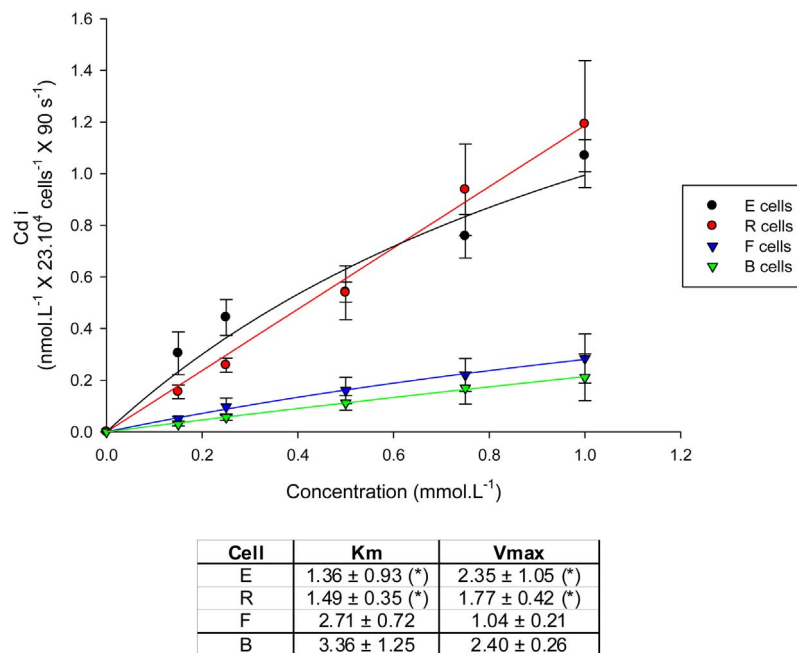 1.6
1.4
1.2
1.0
0.8
0.6
0.4
0.2
0.0
Cd i
(nmol.L⁻¹ X 23.10⁴ cells⁻¹ X 90 s⁻¹)
0.0 0.2 0.4 0.6 0.8 1.0 1.2
Concentration (mmol.L⁻¹)
E cells
R cells
F cells
B cells
Cell Km Vmax
E 1.36 ± 0.93 (*) 2.35 ± 1.05 (*)
R 1.49 ± 0.35 (*) 1.77 ± 0.42 (*)
F 2.71 ± 0.72 1.04 ± 0.21
B 3.36 ± 1.25 2.40 ± 0.26